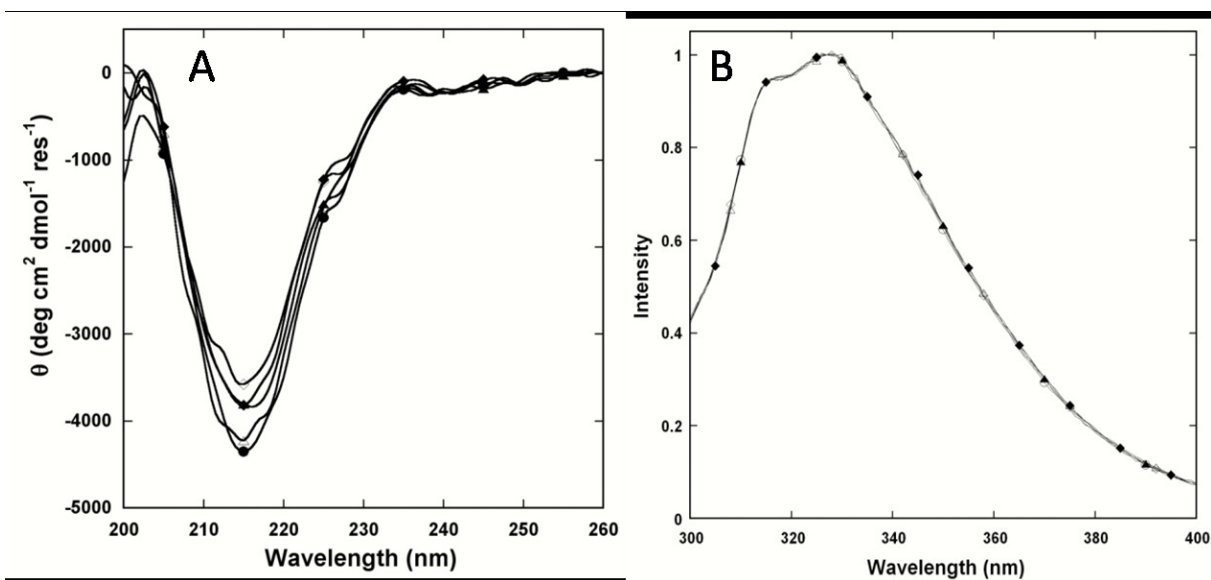 A
θ (deg cm² dmol⁻¹ res⁻¹)
0
-1000
-2000
-3000
-4000
-5000
200 210 220 230 240 250 260
Wavelength (nm)
B
Intensity
1
0.8
0.6
0.4
0.2
0
300 320 340 360 380 400
Wavelength (nm)